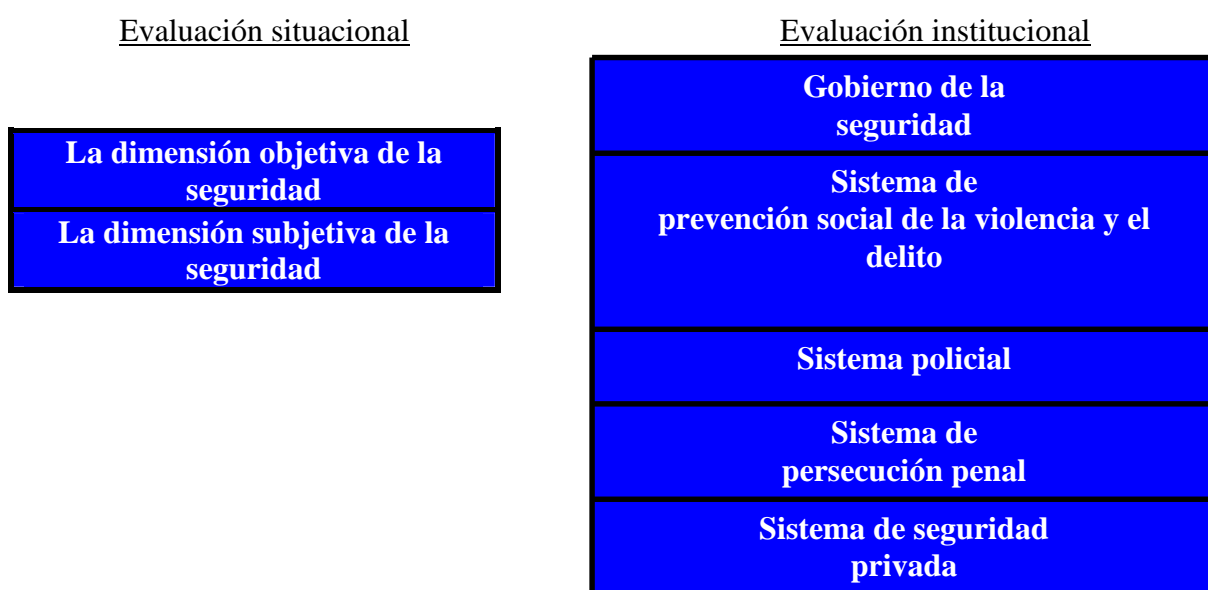 Evaluación situacional
La dimensión objetiva de la
seguridad
La dimensión subjetiva de la
seguridad
Evaluación institucional
Gobierno de la
seguridad
Sistema de
prevención social de la violencia y el
delito
Sistema policial
Sistema de
persecución penal
Sistema de seguridad
privada